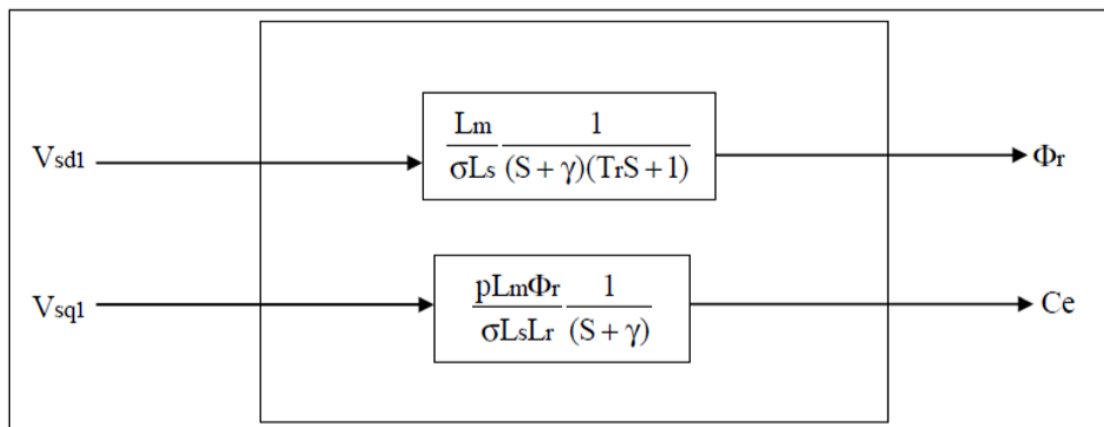 Vsd1
Lm 1
σLs (S + γ)(TrS + 1)
Φr
Vsq1
pLmΦr 1
σLsLr (S + γ)
Ce